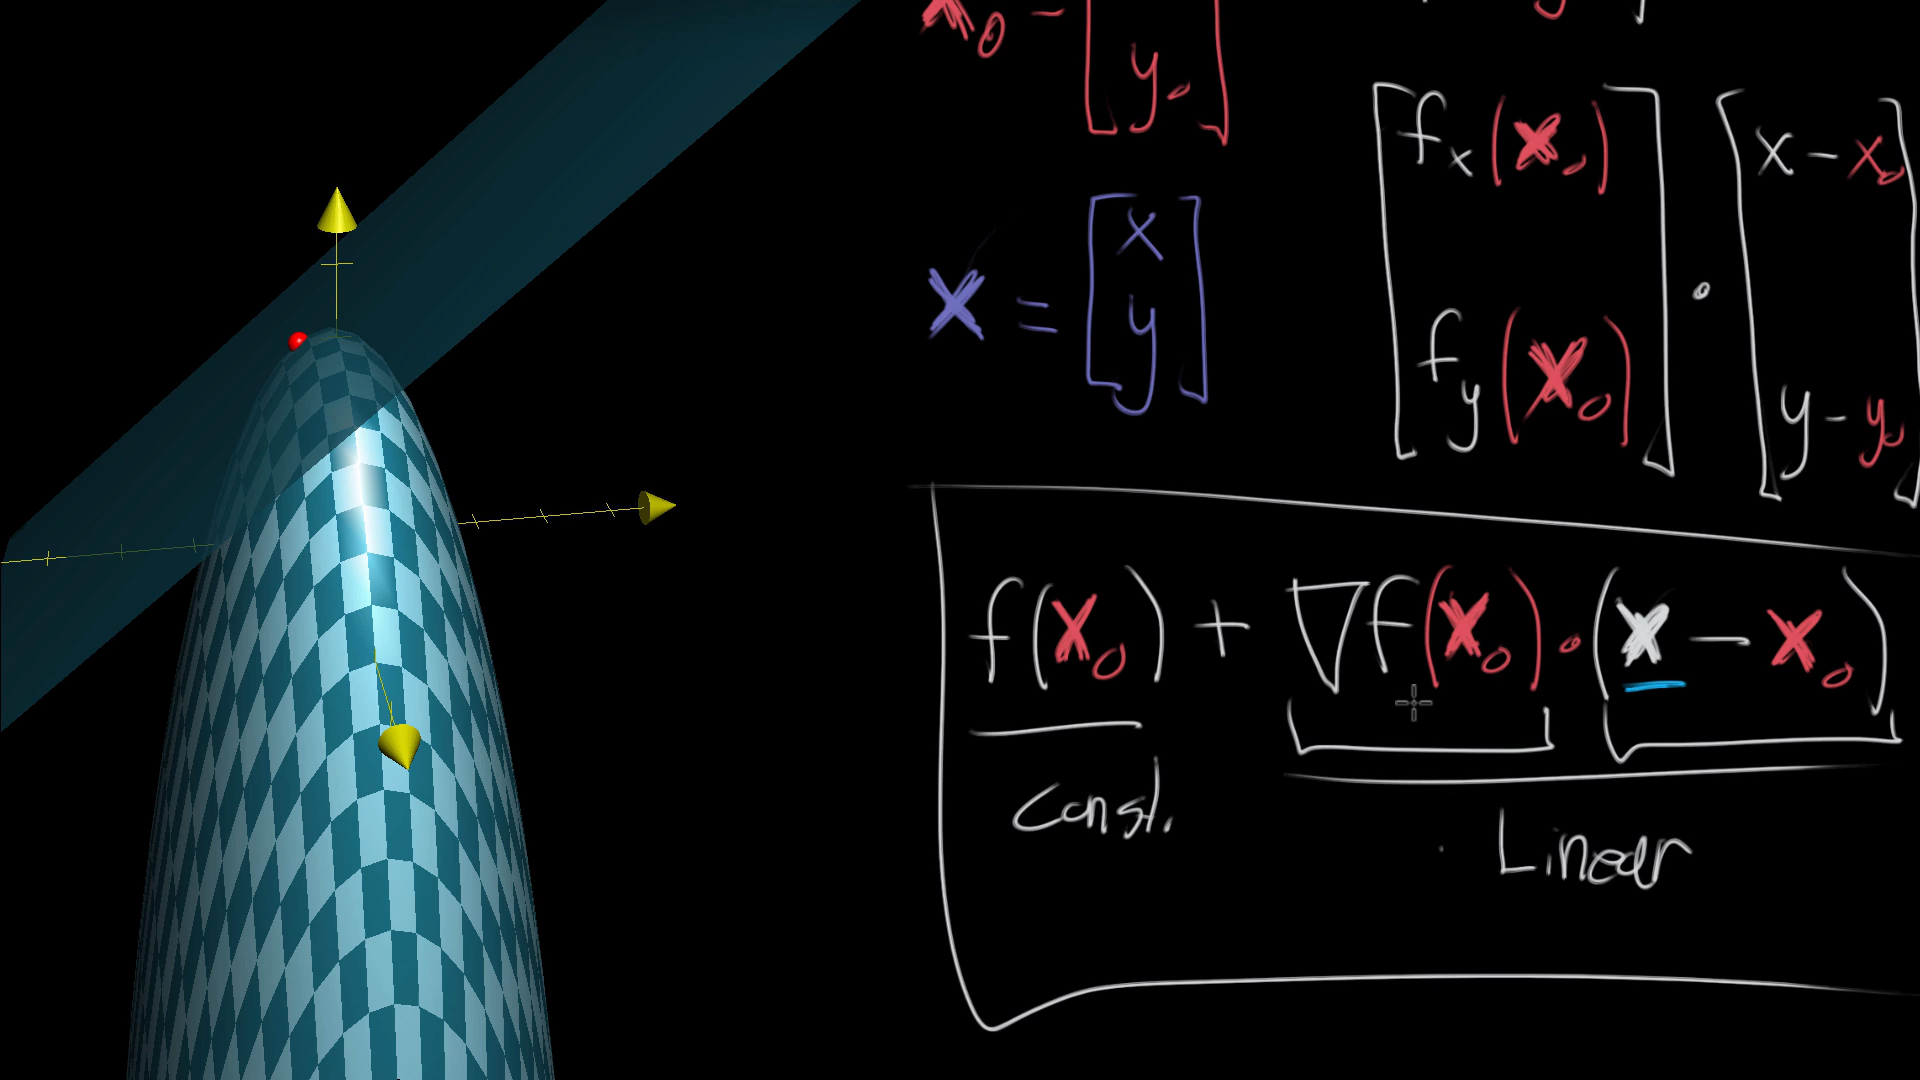 x₀ = [ y₀ ]
x = [ x y ]
[ fₓ(x₀) f_y(x₀) ] · [ x - x₀ y - y₀ ]
f(x₀) + ∇f(x₀) · (x - x₀)
Const.
Linear